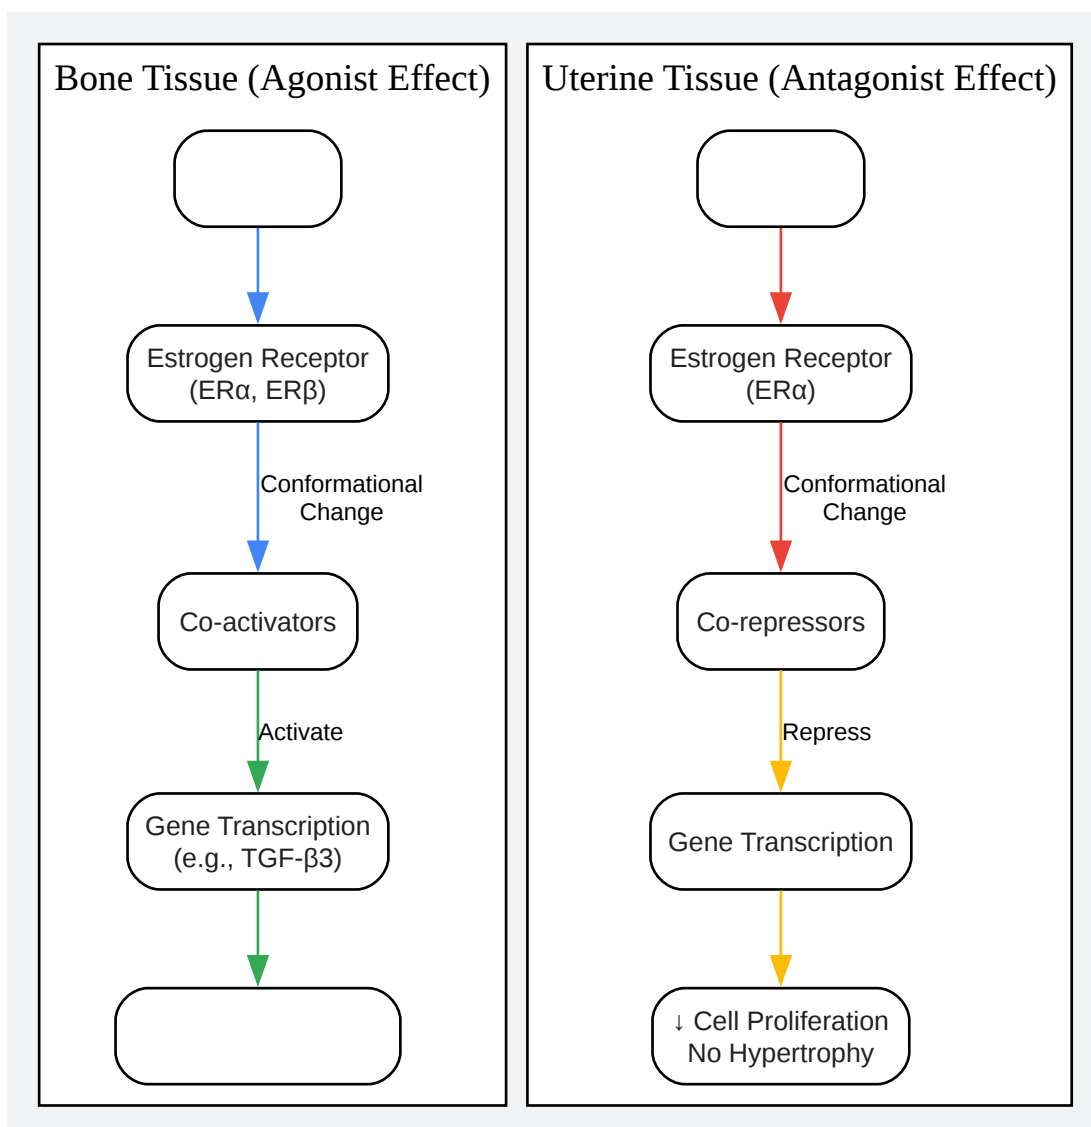 Bone Tissue (Agonist Effect)
Estrogen Receptor
(ERα, ERβ)
Conformational
Change
Co-activators
Activate
Gene Transcription
(e.g., TGF-β3)
Uterine Tissue (Antagonist Effect)
Estrogen Receptor
(ERα)
Conformational
Change
Co-repressors
Repress
Gene Transcription
↓ Cell Proliferation
No Hypertrophy